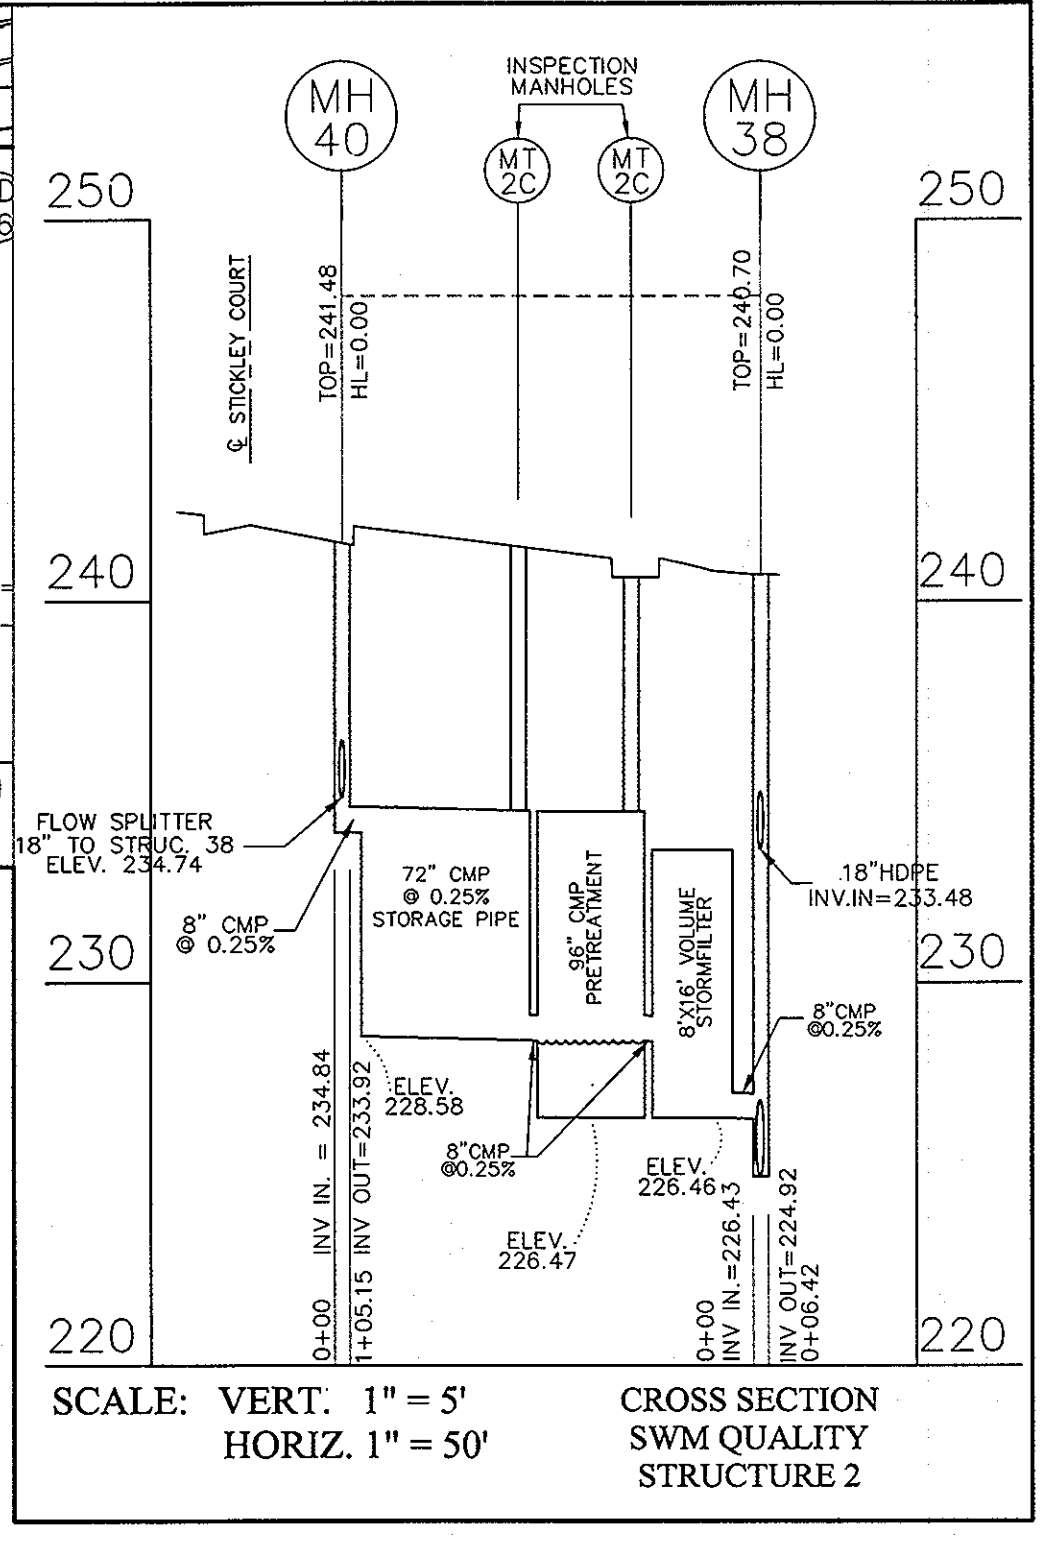 INSPECTION
MANHOLES
MH
40
MT
2C
MT
2C
MH
38
250
250
℄ STICKLEY COURT
TOP=241.48
HL=0.00
TOP=240.70
HL=0.00
240
240
FLOW SPLITTER
18" TO STRUC. 38
ELEV. 234.74
8" CMP
@ 0.25%
72" CMP
@ 0.25%
STORAGE PIPE
96" CMP
PRETREATMENT
8'X16' VOLUME
STORMFILTER
18"HDPE
INV.IN=233.48
230
230
8"CMP
@0.25%
ELEV.
228.58
8"CMP
@0.25%
ELEV.
226.46
ELEV.
226.47
0+00 INV IN. = 234.84
1+05.15 INV OUT=233.92
0+00
INV IN.=226.43
INV OUT=224.92
0+06.42
220
220
SCALE: VERT. 1" = 5'
HORIZ. 1" = 50'
CROSS SECTION
SWM QUALITY
STRUCTURE 2